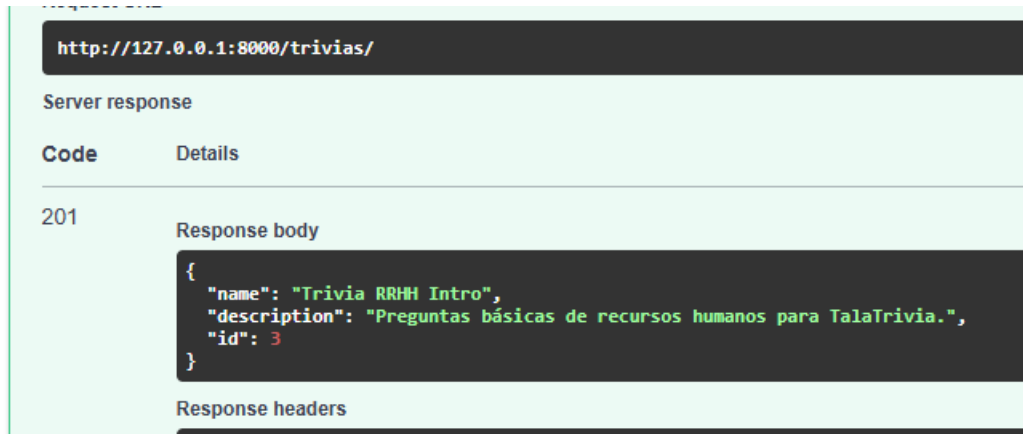 http://127.0.0.1:8000/trivias/
Server response
Code Details
201
Response body
{
"name": "Trivia RRHH Intro",
"description": "Preguntas básicas de recursos humanos para TalaTrivia.",
"id": 3
}
Response headers